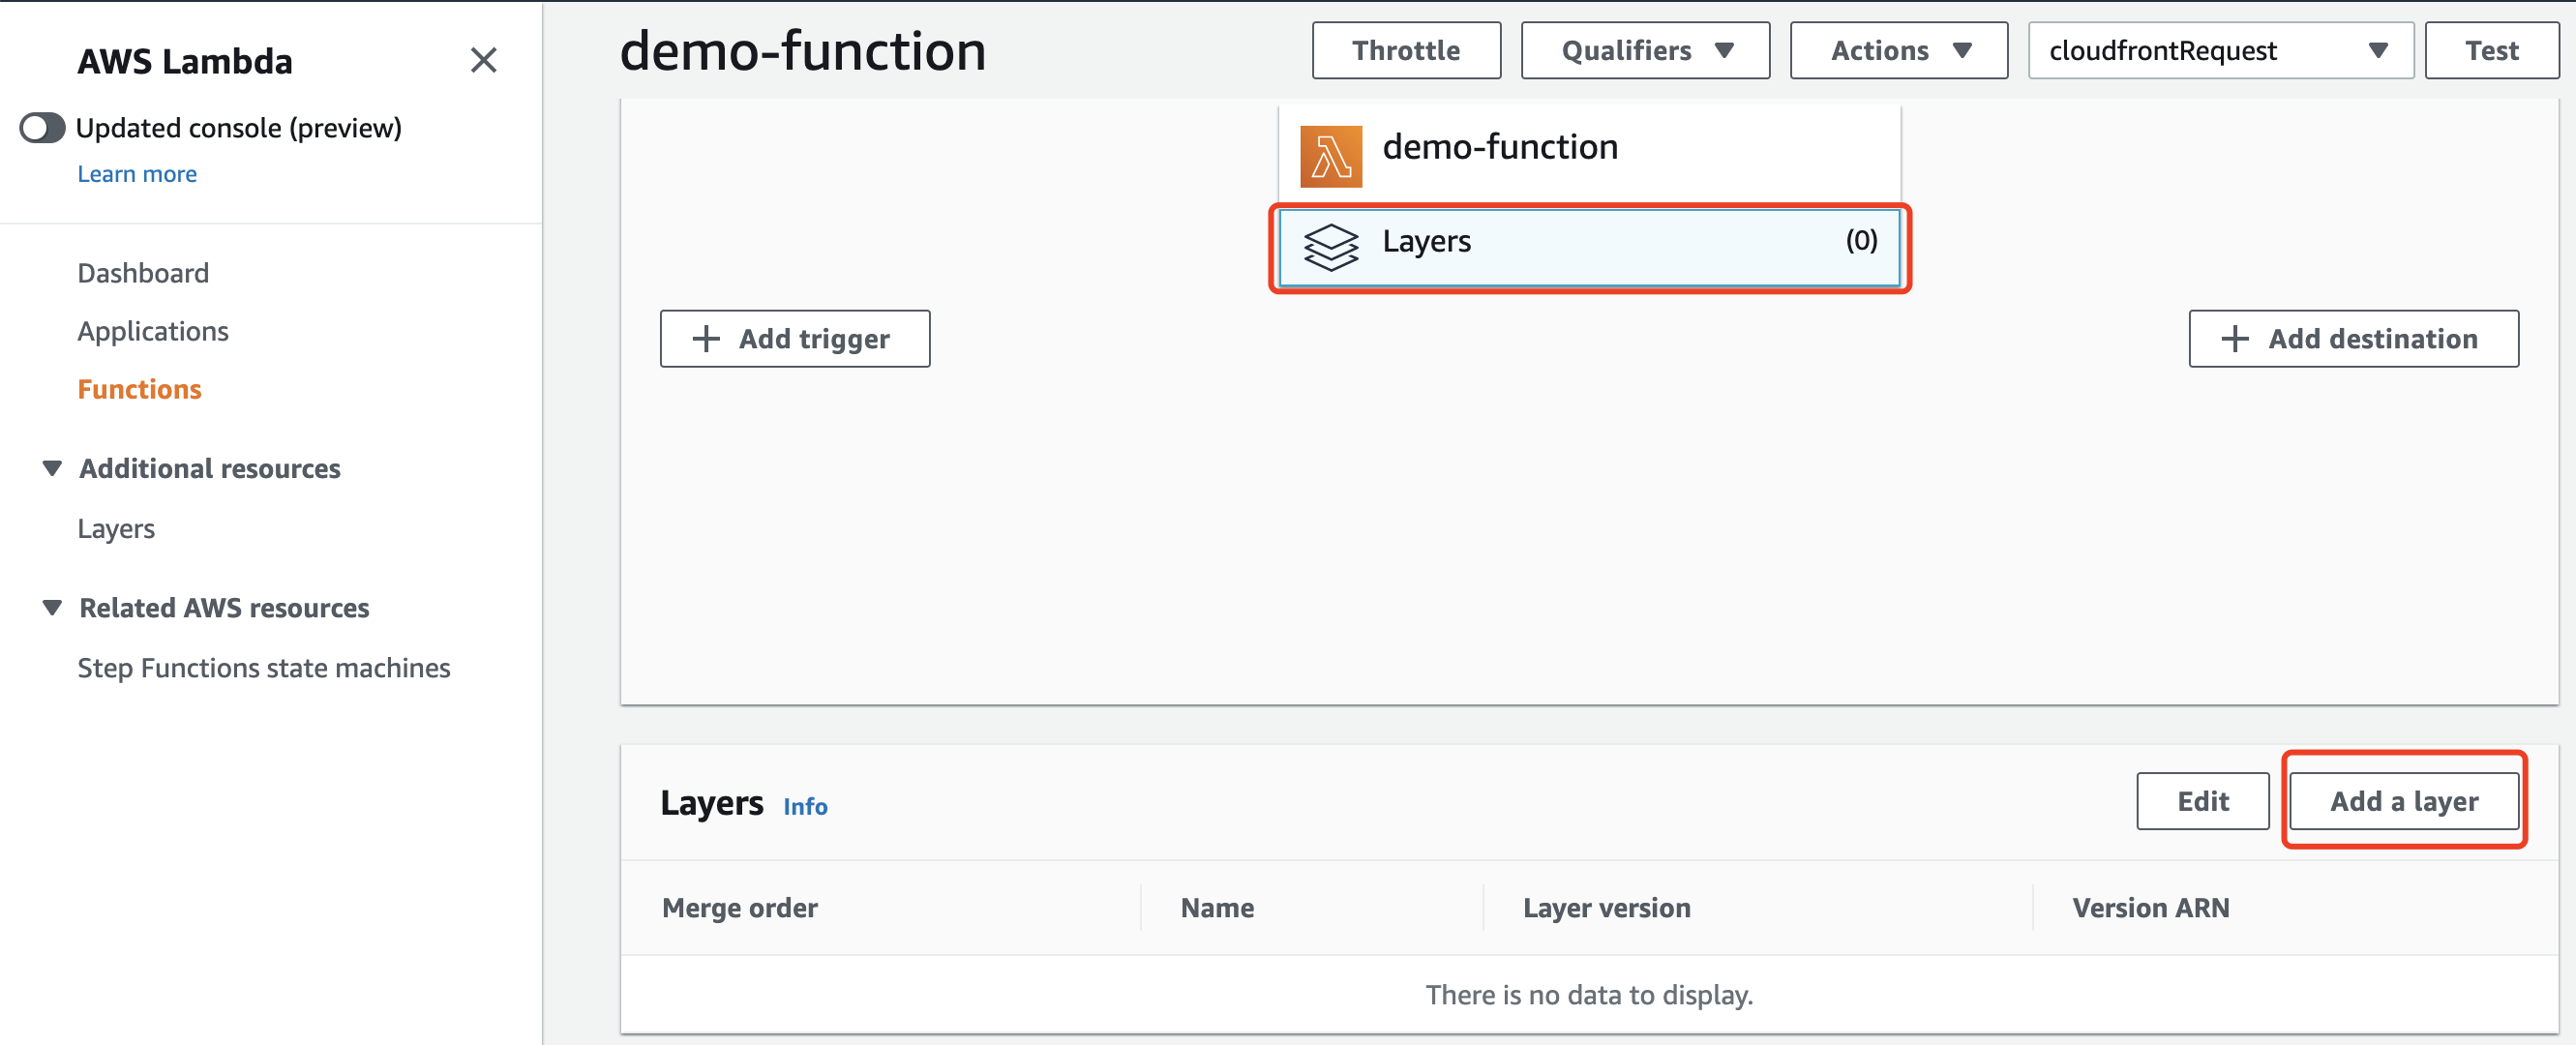 AWS Lambda
Updated console (preview)
Learn more
Dashboard
Applications
Functions
Additional resources
Layers
Related AWS resources
Step Functions state machines
demo-function
Throttle
Qualifiers
Actions
cloudfrontRequest
Test
demo-function
Layers (0)
Add trigger
Add destination
Layers Info
Edit
Add a layer
Merge order Name Layer version Version ARN
There is no data to display.